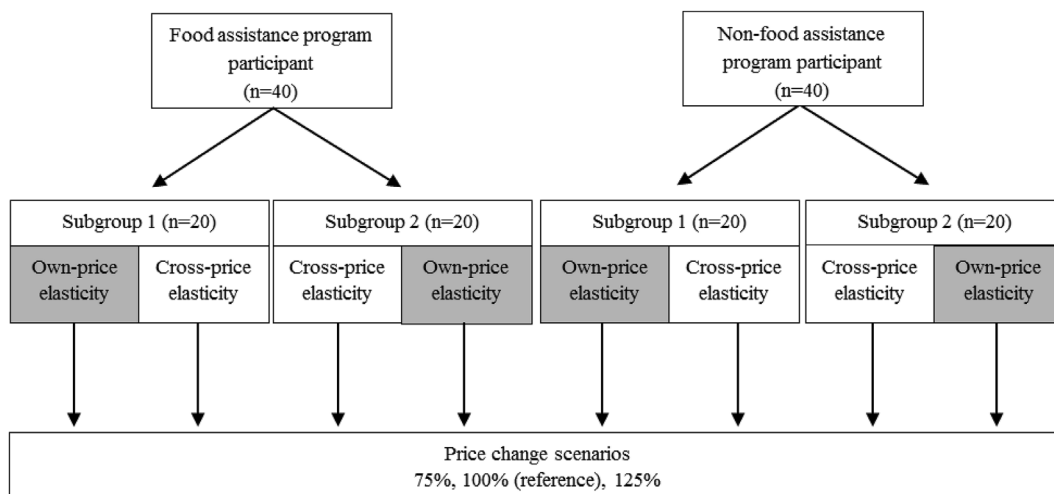 Food assistance program
participant
(n=40)
Non-food assistance
program participant
(n=40)
Subgroup 1 (n=20)
Own-price
elasticity
Cross-price
elasticity
Subgroup 2 (n=20)
Cross-price
elasticity
Own-price
elasticity
Subgroup 1 (n=20)
Own-price
elasticity
Cross-price
elasticity
Subgroup 2 (n=20)
Cross-price
elasticity
Own-price
elasticity
Price change scenarios
75%, 100% (reference), 125%